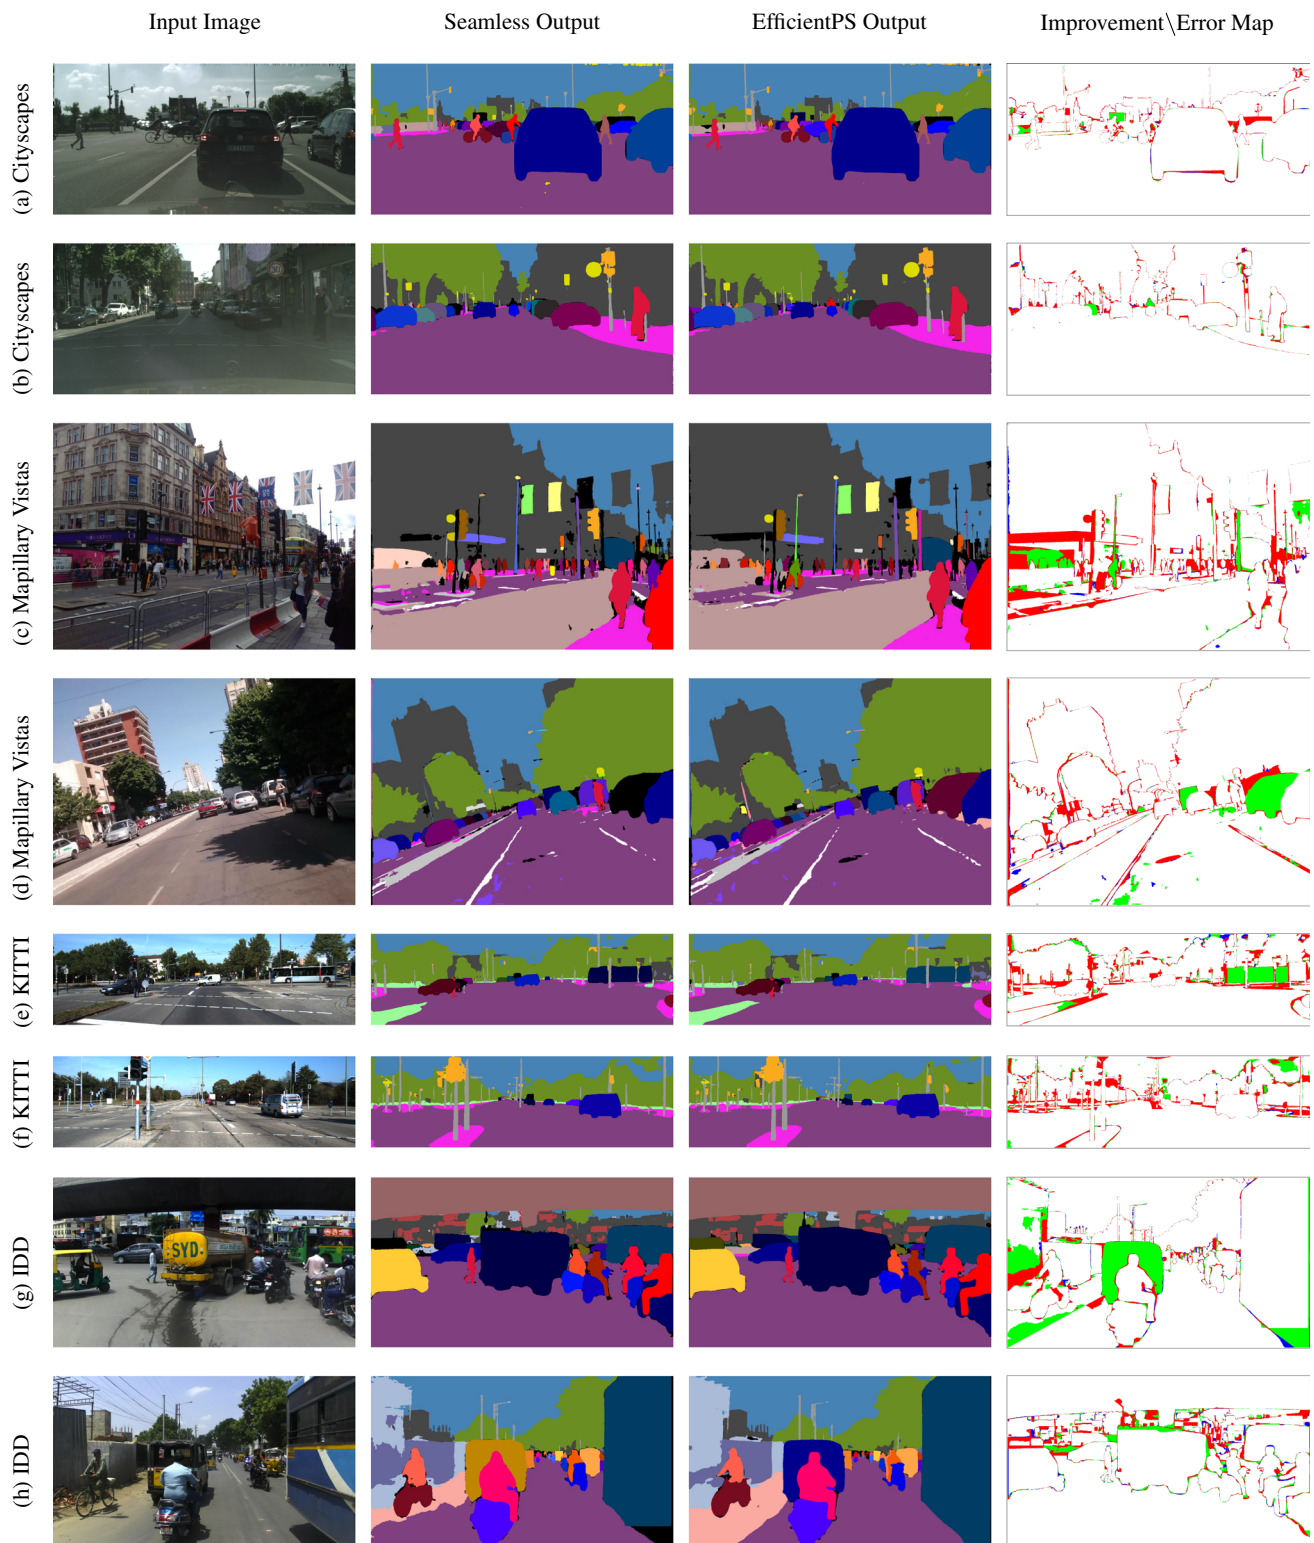 Input Image Seamless Output EfficientPS Output Improvement\Error Map
(a) Cityscapes
(b) Cityscapes
(c) Mapillary Vistas
(d) Mapillary Vistas
(e) KITTI
(f) KITTI
(g) IDD
SYD
(h) IDD